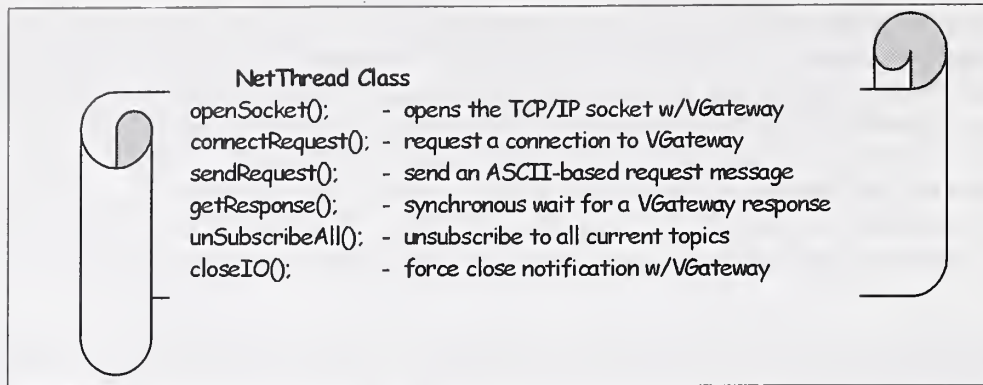 NetThread Class
openSocket(); - opens the TCP/IP socket w/VGateway
connectRequest(); - request a connection to VGateway
sendRequest(); - send an ASCII-based request message
getResponse(); - synchronous wait for a VGateway response
unSubscribeAll(); - unsubscribe to all current topics
closeIO(); - force close notification w/VGateway